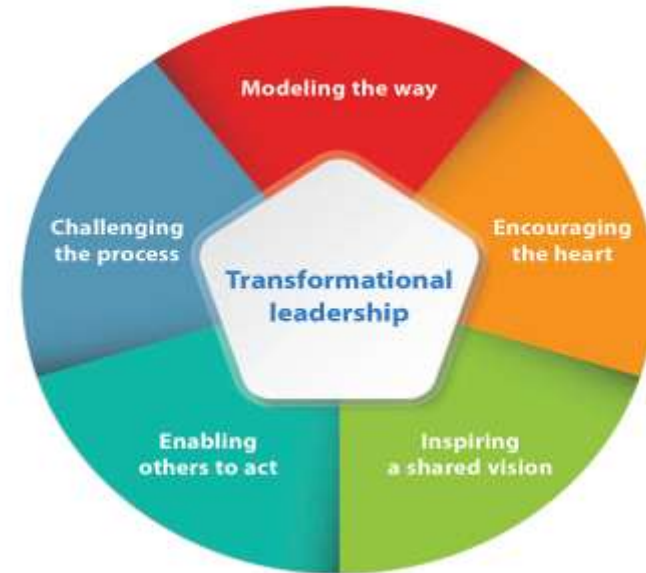 Modeling the way
Encouraging
the heart
Inspiring
a shared vision
Enabling
others to act
Challenging
the process
Transformational
leadership